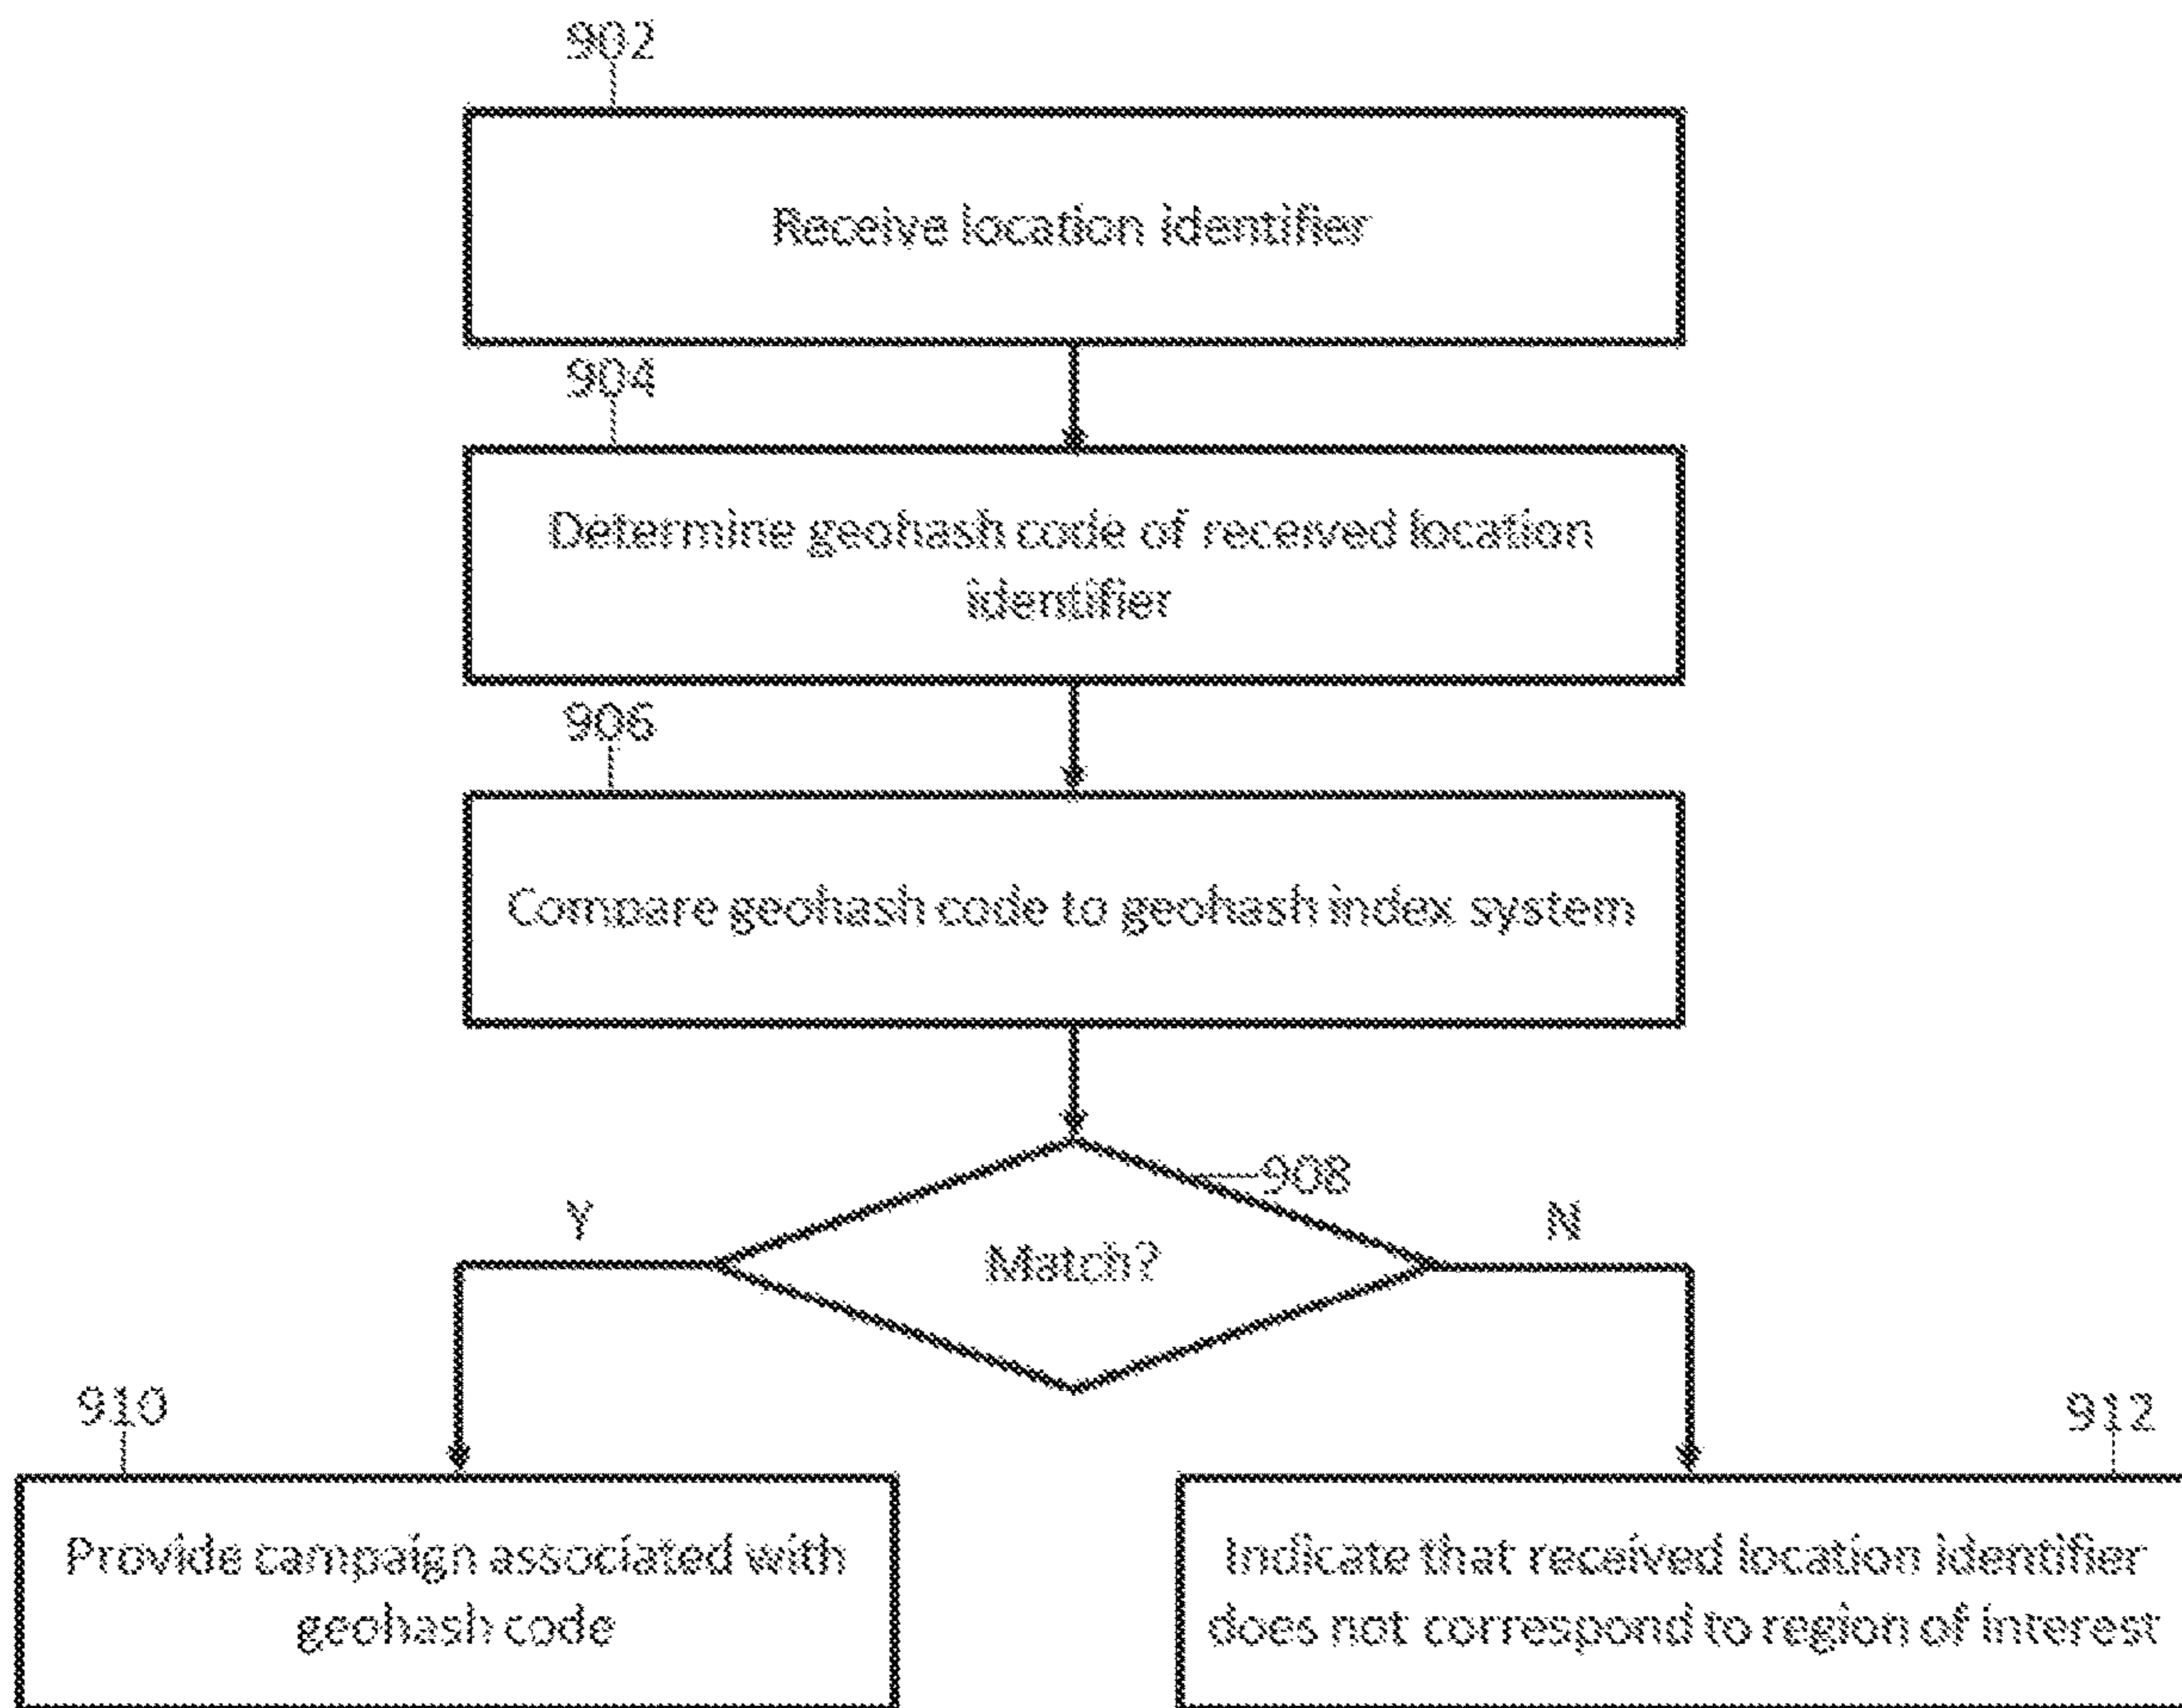 902
Receive location identifier
904
Determine geohash code of received location
identifier
906
Compare geohash code to geohash index system
908
Match?
Y
N
910
Provide campaign associated with
geohash code
912
Indicate that received location identifier
does not correspond to region of interest